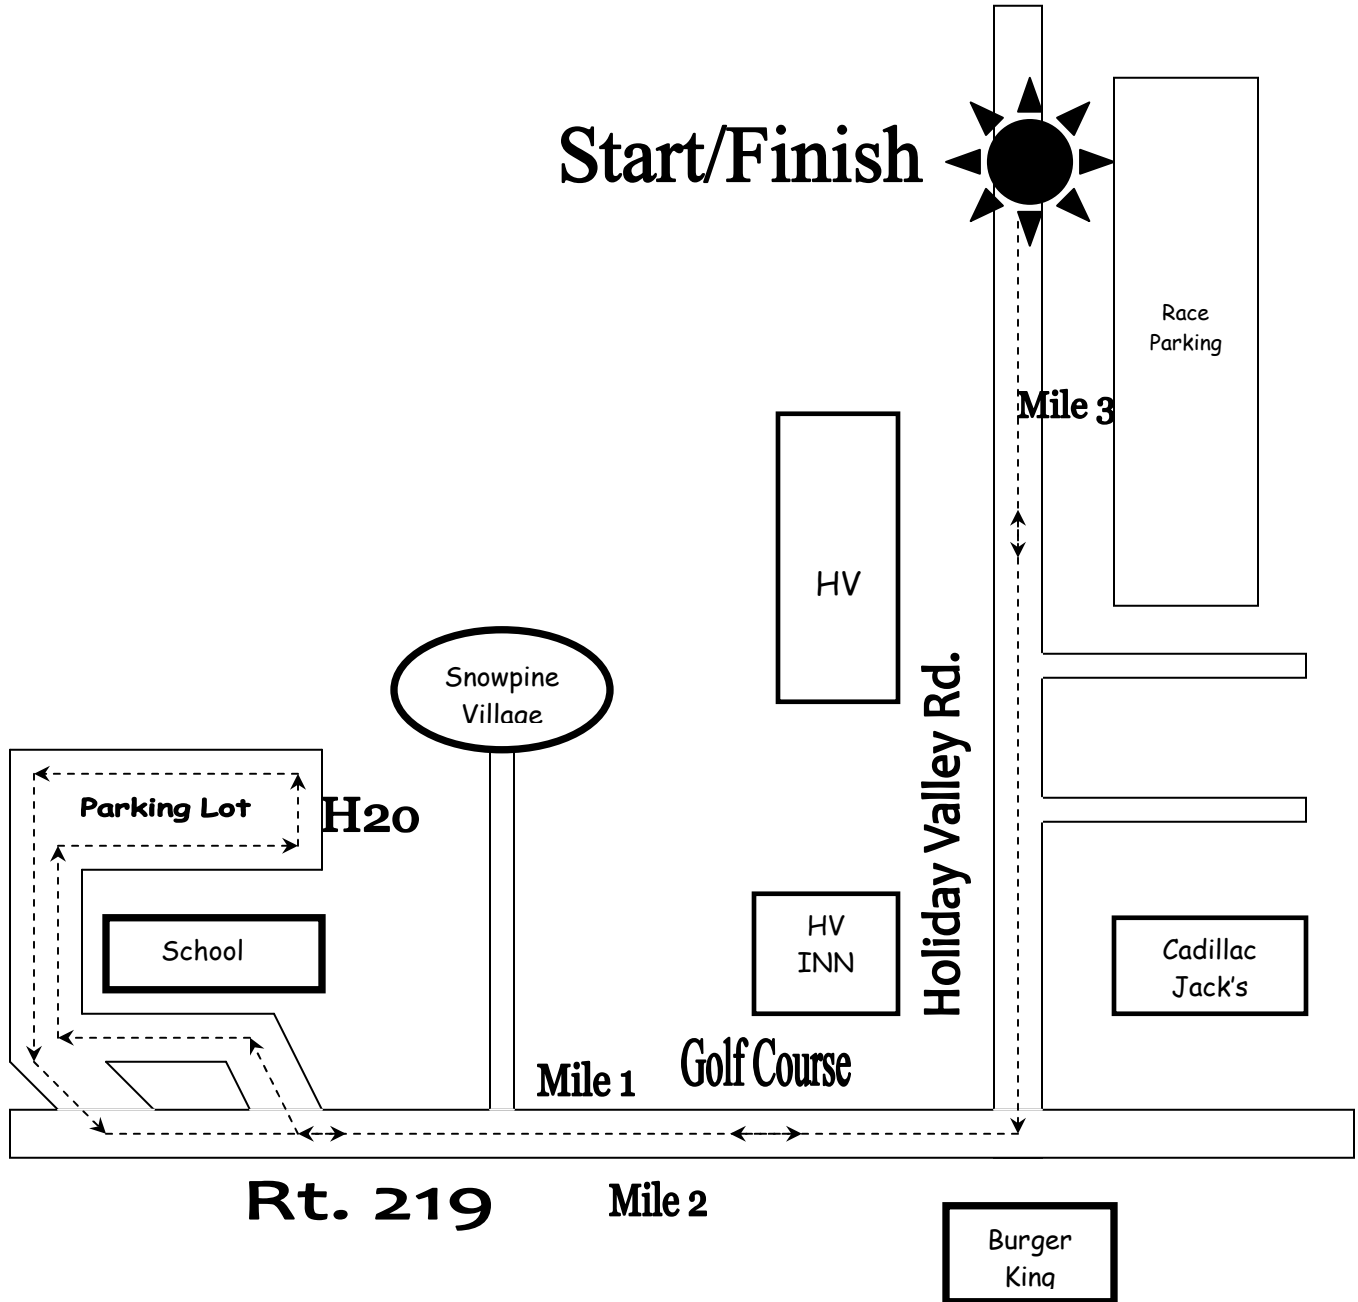 Start/Finish
Race
Parking
Mile 3
HV
Snowpine
Village
Holiday Valley Rd.
Parking Lot
H20
School
HV
INN
Cadillac
Jack's
Golf Course
Mile 1
Rt. 219
Mile 2
Burger
King